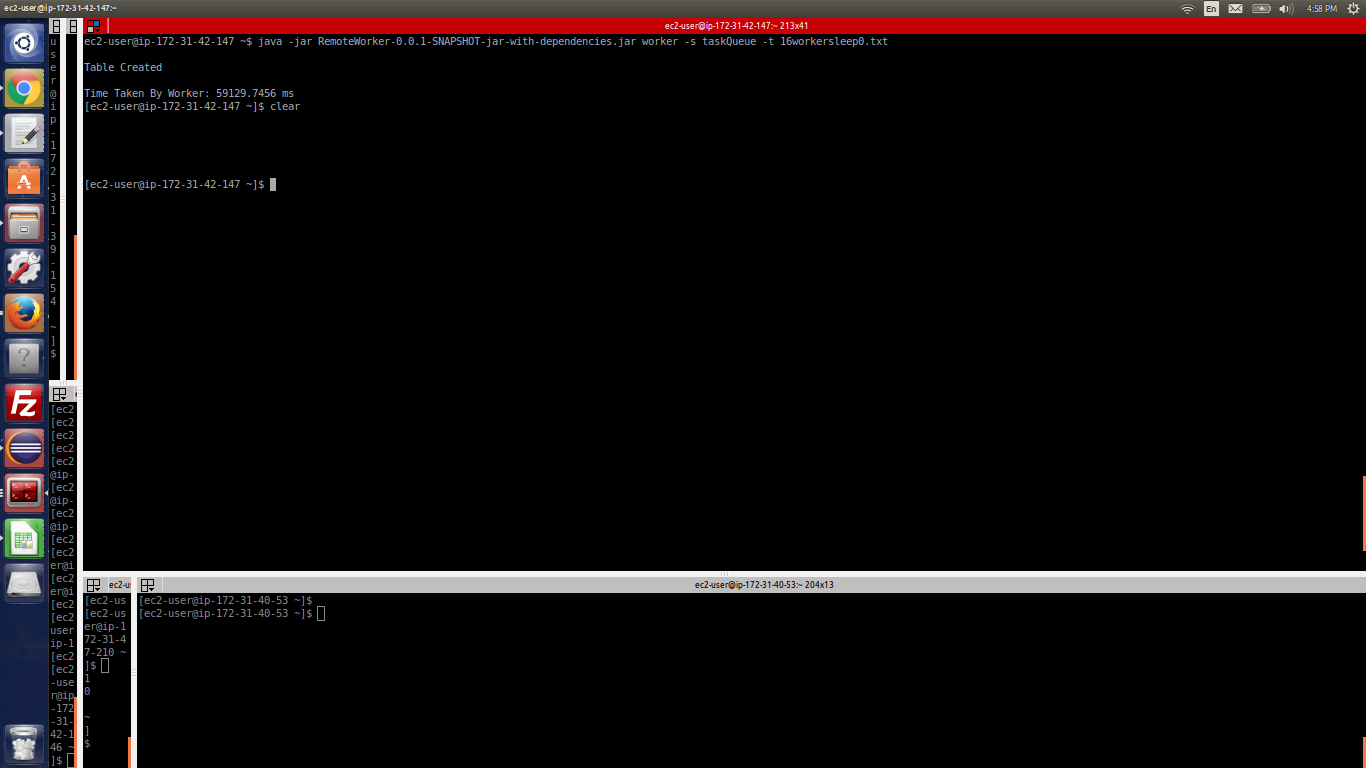 ec2-user@ip-172-31-42-147:~
En
4:58 PM
ec2-user@ip-172-31-42-147:~ 213x41
u
s
e
r
@
i
p
-
1
7
2
-
3
1
-
3
9
-
1
5
4
~
]
$
ec2-user@ip-172-31-42-147 ~$ java -jar RemoteWorker-0.0.1-SNAPSHOT-jar-with-dependencies.jar worker -s taskQueue -t 16workersleep0.txt
Table Created
Time Taken By Worker: 59129.7456 ms
[ec2-user@ip-172-31-42-147 ~]$ clear
[ec2-user@ip-172-31-42-147 ~]$
[ec2
[ec2
[ec2
[ec2
[ec2
@ip-
[ec2
@ip-
[ec2
@ip-
[ec2
[ec2
er@i
[ec2
er@i
[ec2
[ec2
user
ip-1
[ec2
[ec2
-use
r@ip
-172
-31-
42-1
46 ~
]$
ec2-us
[ec2-us
[ec2-us
er@ip-1
72-31-4
7-210 ~
]$
1
0
~
]
$
ec2-user@ip-172-31-40-53:~ 204x13
[ec2-user@ip-172-31-40-53 ~]$
[ec2-user@ip-172-31-40-53 ~]$